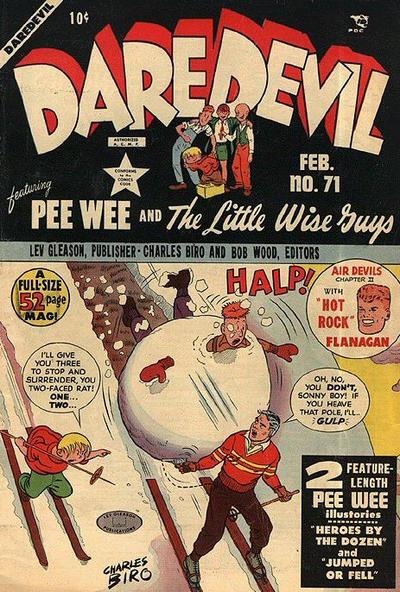 DAREDEVIL
10¢
DAREDEVIL
AUTHORIZED
A.C.M.P.
CONFORMS
to the
COMICS
CODE
FEB.
NO. 71
featuring
PEE WEE AND The Little Wise Guys
LEV GLEASON, PUBLISHER - CHARLES BIRO AND BOB WOOD, EDITORS
A
FULL-SIZE
52 page
MAG!
HALP!
AIR DEVILS
CHAPTER II
WITH
"HOT
ROCK"
FLANAGAN
I'LL GIVE
YOU THREE
TO STOP AND
SURRENDER, YOU
TWO-FACED RAT!
ONE...
TWO...
OH, NO,
YOU DON'T,
SONNY BOY! IF
YOU HEAVE
THAT POLE, I'LL..
GULP
2 FEATURE-
LENGTH
PEE WEE
illustories
"HEROES BY
THE DOZEN"
and
"JUMPED
OR FELL"
LEV GLEASON
PUBLICATIONS
CHARLES
BIRO